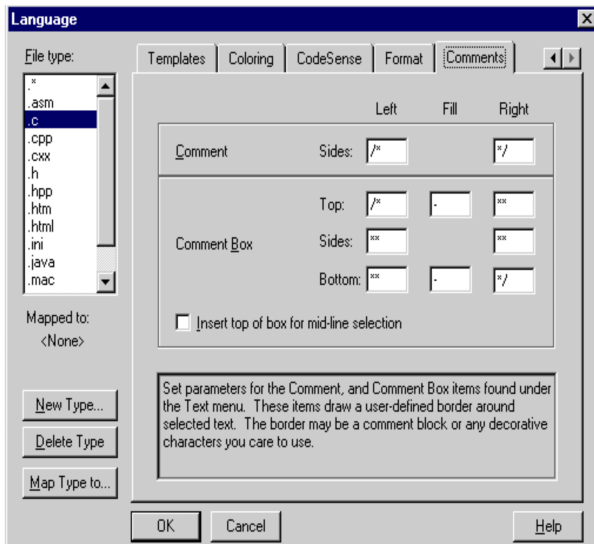 Language
File type:
.*
.asm
.c
.cpp
.cxx
.h
.hpp
.htm
.html
.ini
.java
.mac
Mapped to:
<None>
New Type...
Delete Type
Map Type to...
Templates Coloring CodeSense Format Comments
Left Fill Right
Comment Sides: /* */
Top: /* - **
Comment Box Sides: ** **
Bottom: ** - */
Insert top of box for mid-line selection
Set parameters for the Comment, and Comment Box items found under
the Text menu. These items draw a user-defined border around
selected text. The border may be a comment block or any decorative
characters you care to use.
OK Cancel Help